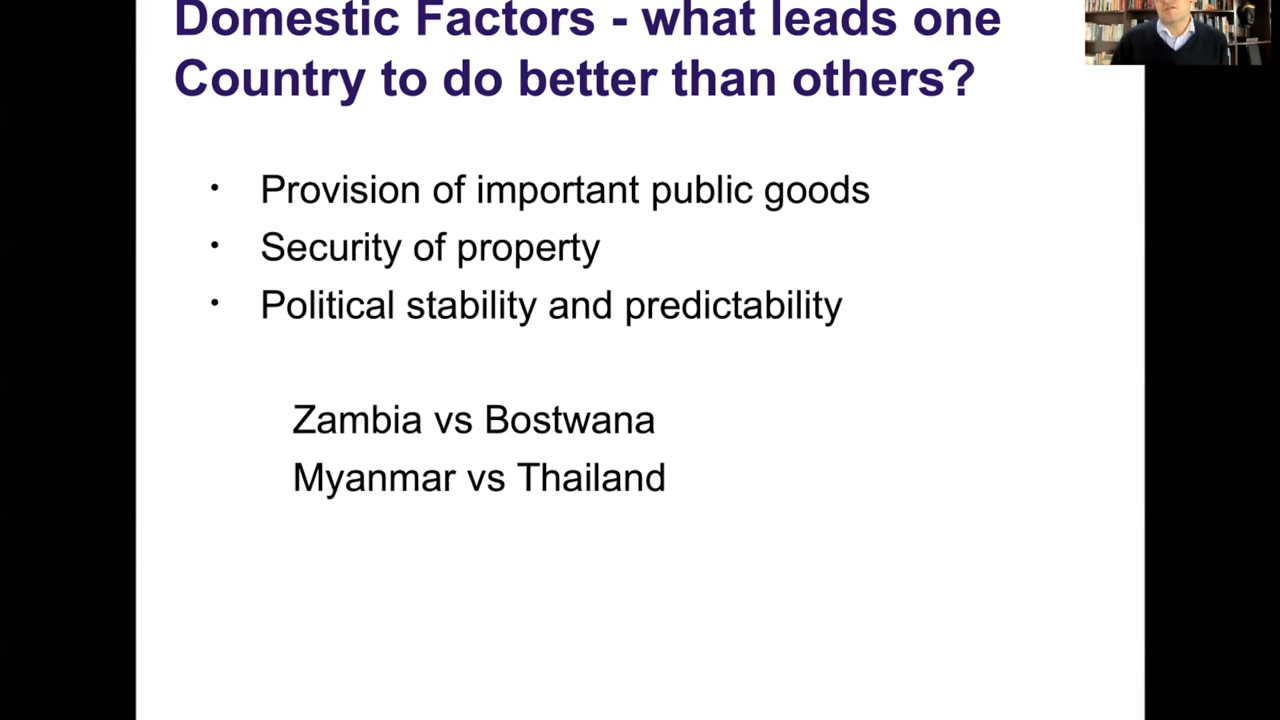 Domestic Factors - what leads one
Country to do better than others?
· Provision of important public goods
· Security of property
· Political stability and predictability
Zambia vs Bostwana
Myanmar vs Thailand